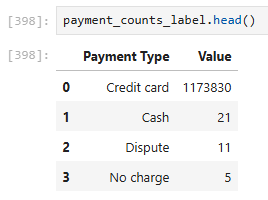 [398]: payment_counts_label.head()
[398]: Payment Type Value
0 Credit card 1173830
1 Cash 21
2 Dispute 11
3 No charge 5